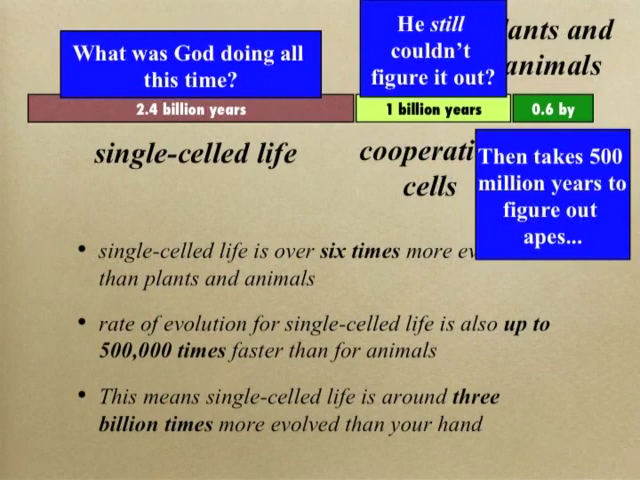 What was God doing all
this time?
He still
couldn't
figure it out?
and
animals
2.4 billion years
1 billion years
0.6 by
single-celled life
cells
Then takes 500
million years to
figure out
apes...
• single-celled life is over six times more
than plants and animals
• rate of evolution for single-celled life is also up to
500,000 times faster than for animals
• This means single-celled life is around three
billion times more evolved than your hand